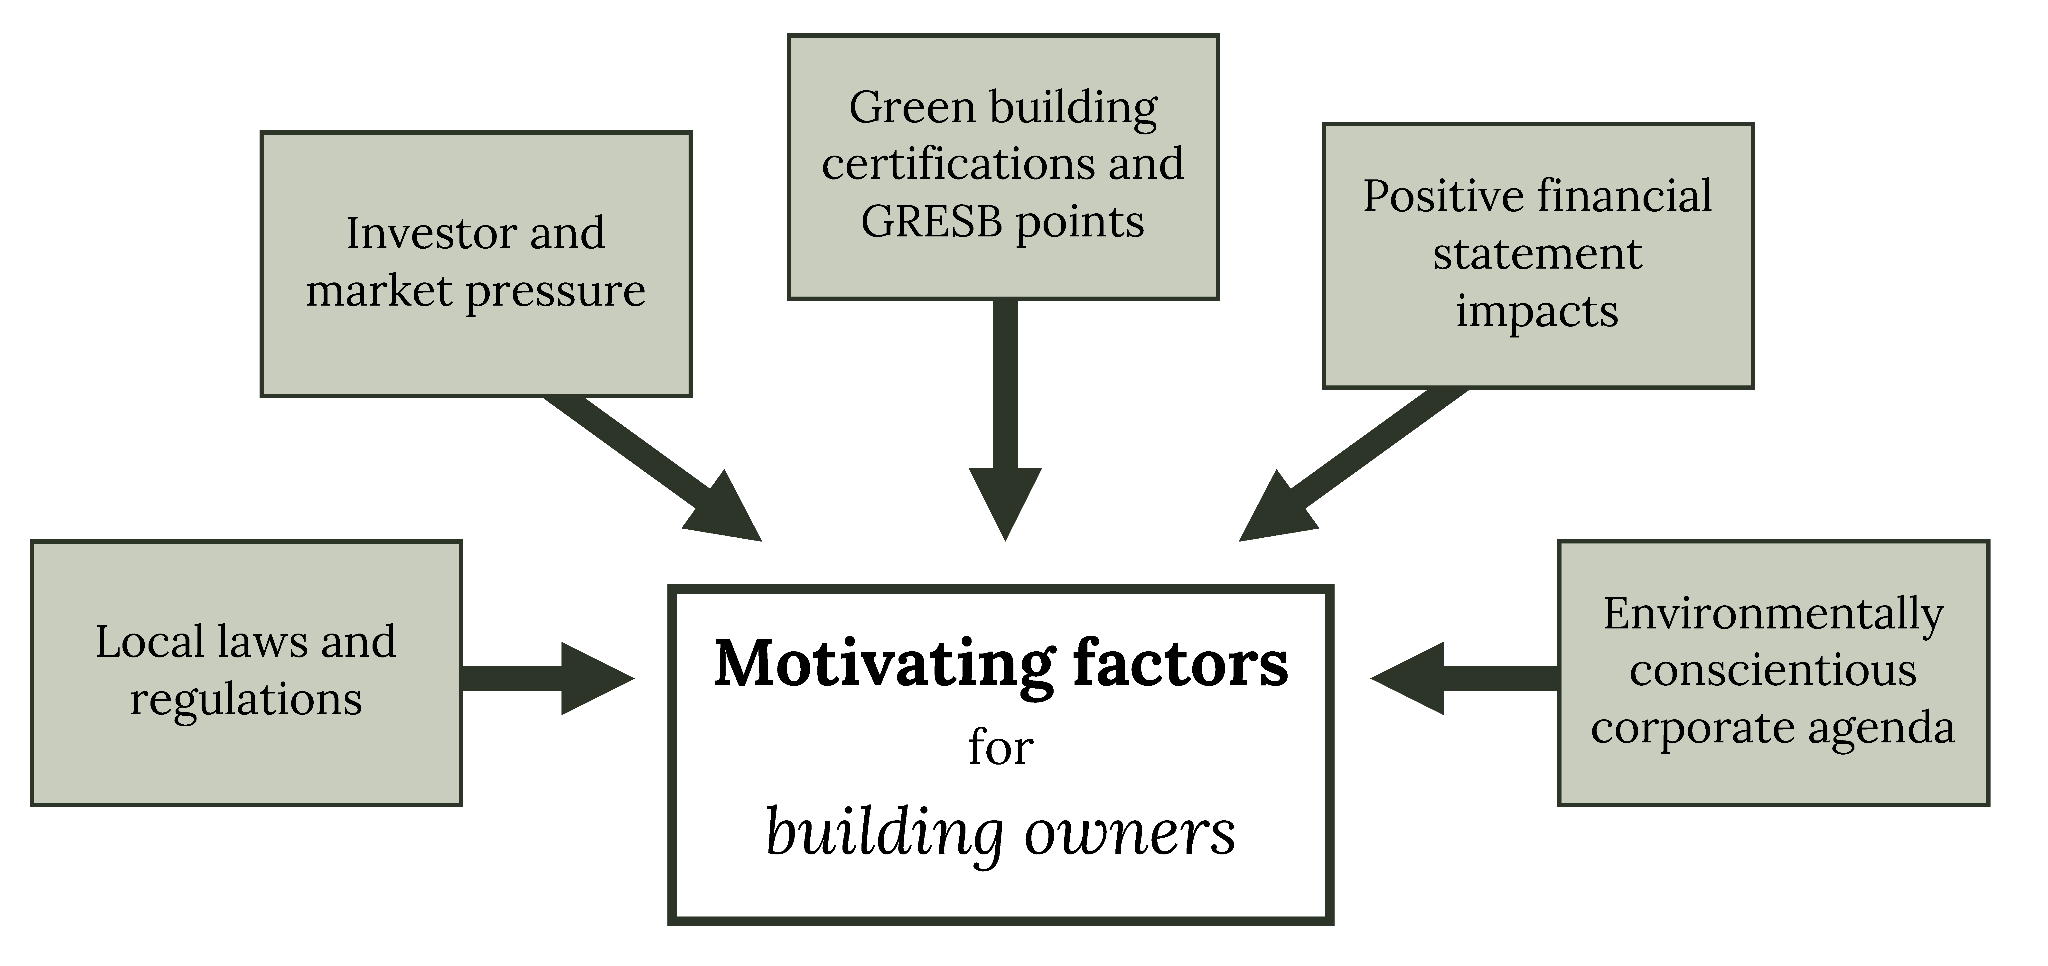 Local laws and
regulations
Investor and
market pressure
Green building
certifications and
GRESB points
Positive financial
statement
impacts
Environmentally
conscientious
corporate agenda
Motivating factors
for
building owners